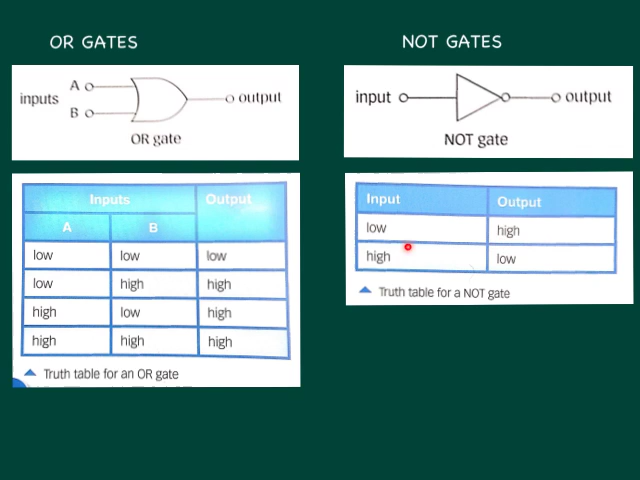 OR GATES
inputs
A
B
output
OR gate
Inputs Output
A B
low low low
low high high
high low high
high high high
Truth table for an OR gate
NOT GATES
input output
NOT gate
Input Output
low high
high low
Truth table for a NOT gate